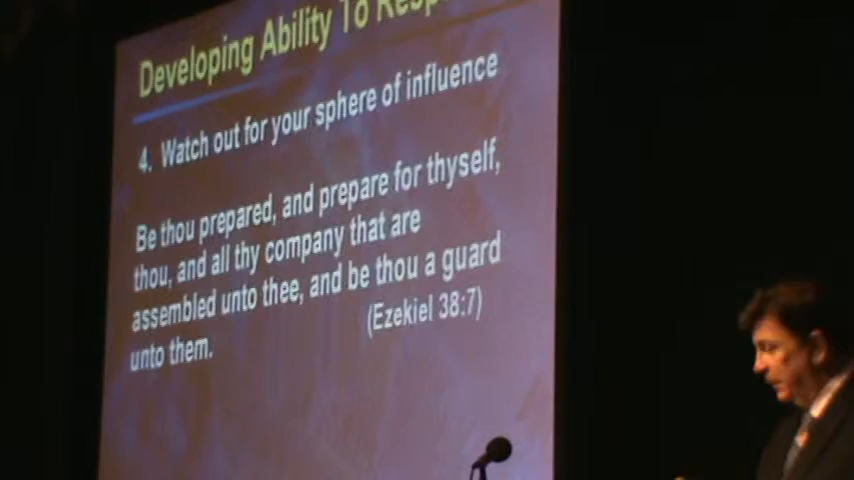 Developing Ability To
4. Watch out for your sphere of influence
Be thou prepared, and prepare for thyself,
thou, and all thy company that are
assembled unto thee, and be thou a guard
unto them. (Ezekiel 38:7)